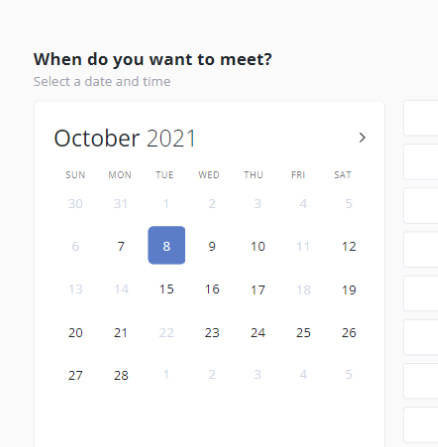 When do you want to meet?
Select a date and time
October 2021
SUN MON TUE WED THU FRI SAT
30 31 1 2 3 4 5
6 7 8 9 10 11 12
13 14 15 16 17 18 19
20 21 22 23 24 25 26
27 28 1 2 3 4 5